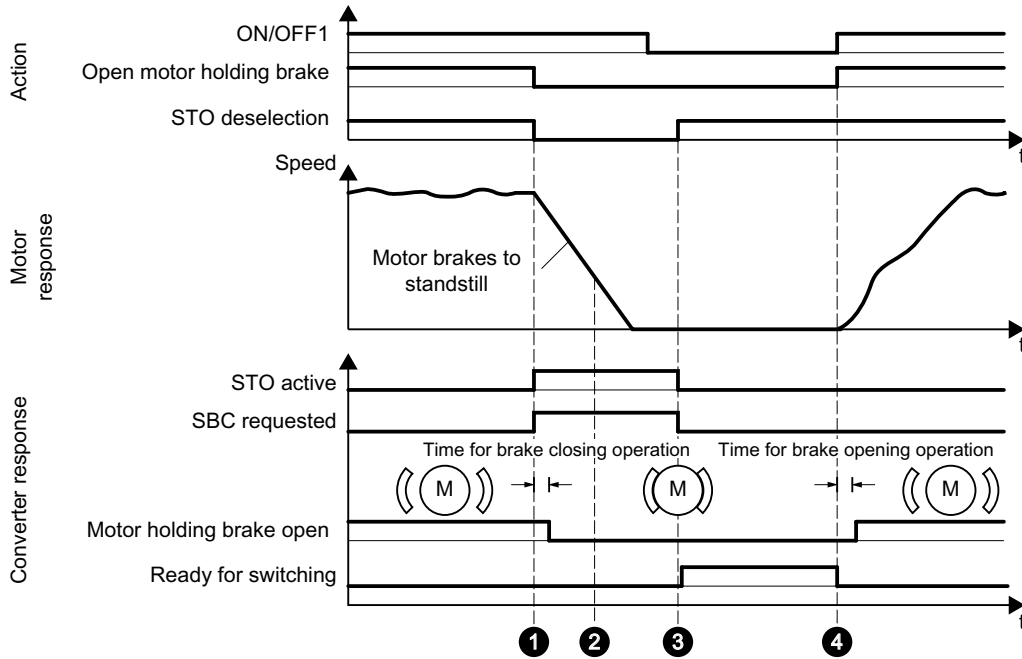 Action
ON/OFF1
Open motor holding brake
STO deselection
t
Motor
response
Speed
Motor brakes to
standstill
t
Converter response
STO active
SBC requested
Time for brake closing operation
Time for brake opening operation
M
M
M
Motor holding brake open
Ready for switching
t
1
2
3
4